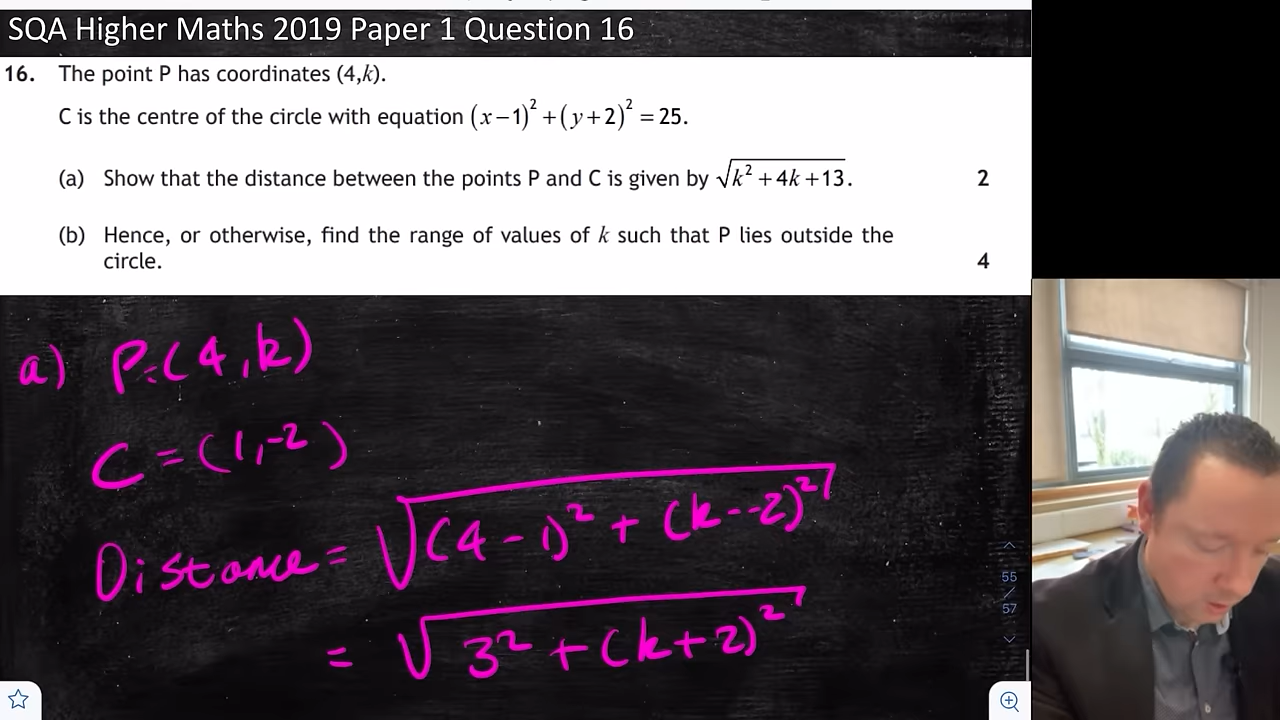 SQA Higher Maths 2019 Paper 1 Question 16
16. The point P has coordinates (4,k).
C is the centre of the circle with equation (x−1)² + (y+2)² = 25.
(a) Show that the distance between the points P and C is given by √(k² + 4k + 13). 2
(b) Hence, or otherwise, find the range of values of k such that P lies outside the
circle. 4
a) P=(4,k)
C = (1,-2)
Distance = √((4-1)² + (k--2)²)
= √(3² + (k+2)²)
55
/
57